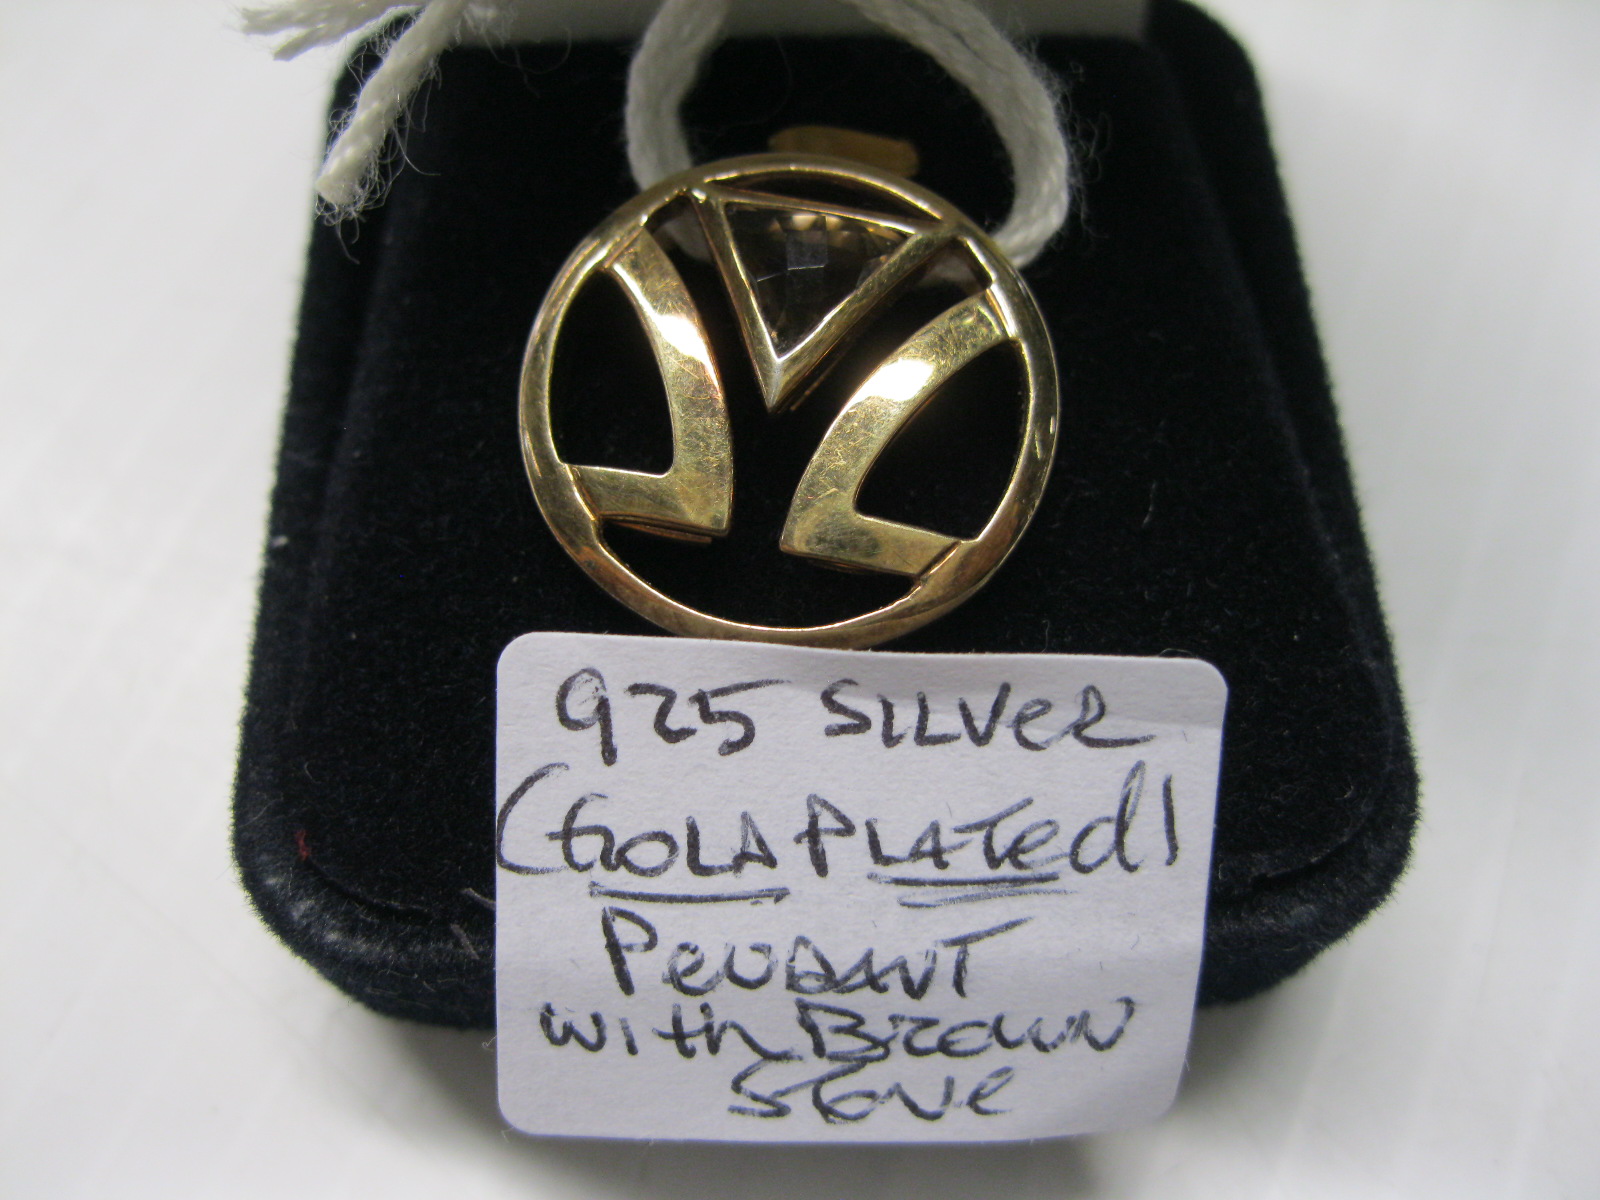 925 SILVER
(GOLD PLATed)
PeNDANT
with Brown
STONe